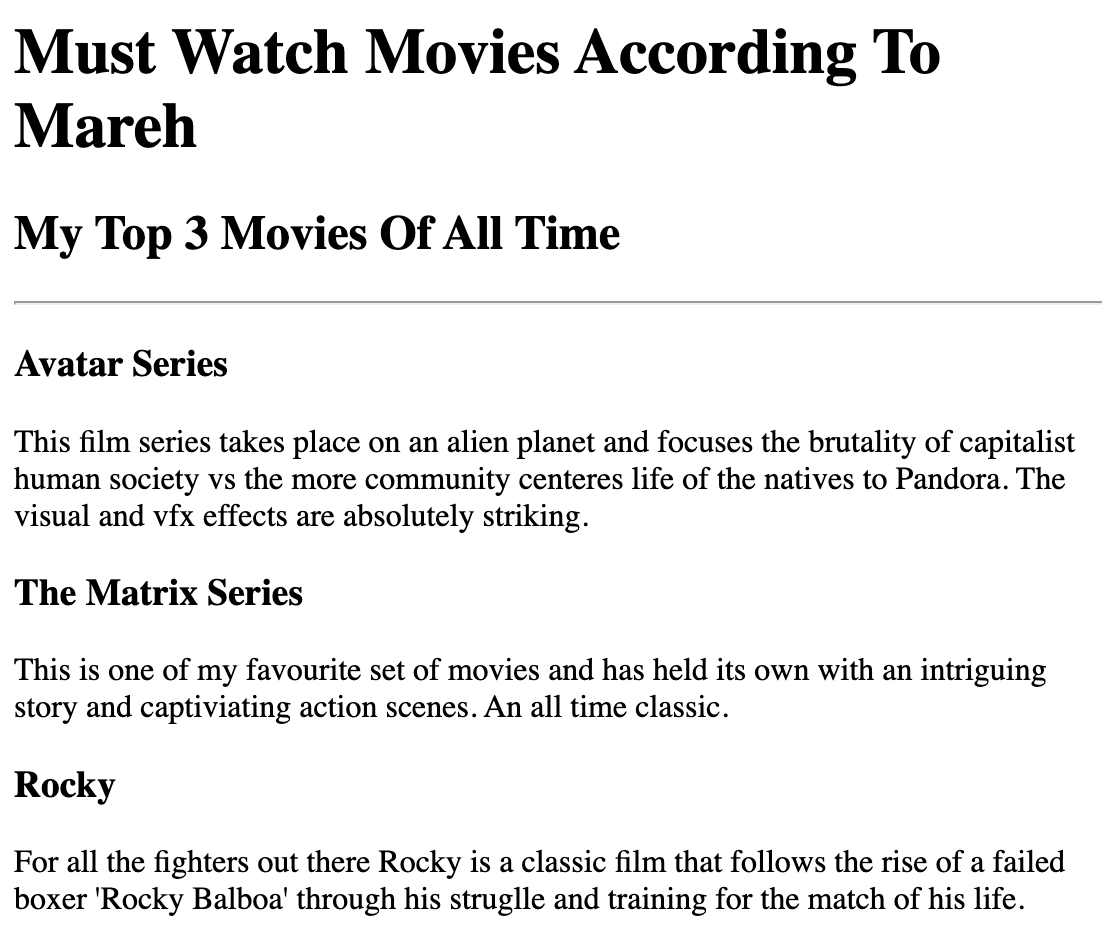 Must Watch Movies According To
Mareh
My Top 3 Movies Of All Time
Avatar Series
This film series takes place on an alien planet and focuses the brutality of capitalist
human society vs the more community centeres life of the natives to Pandora. The
visual and vfx effects are absolutely striking.
The Matrix Series
This is one of my favourite set of movies and has held its own with an intriguing
story and captiviating action scenes. An all time classic.
Rocky
For all the fighters out there Rocky is a classic film that follows the rise of a failed
boxer 'Rocky Balboa' through his struglle and training for the match of his life.